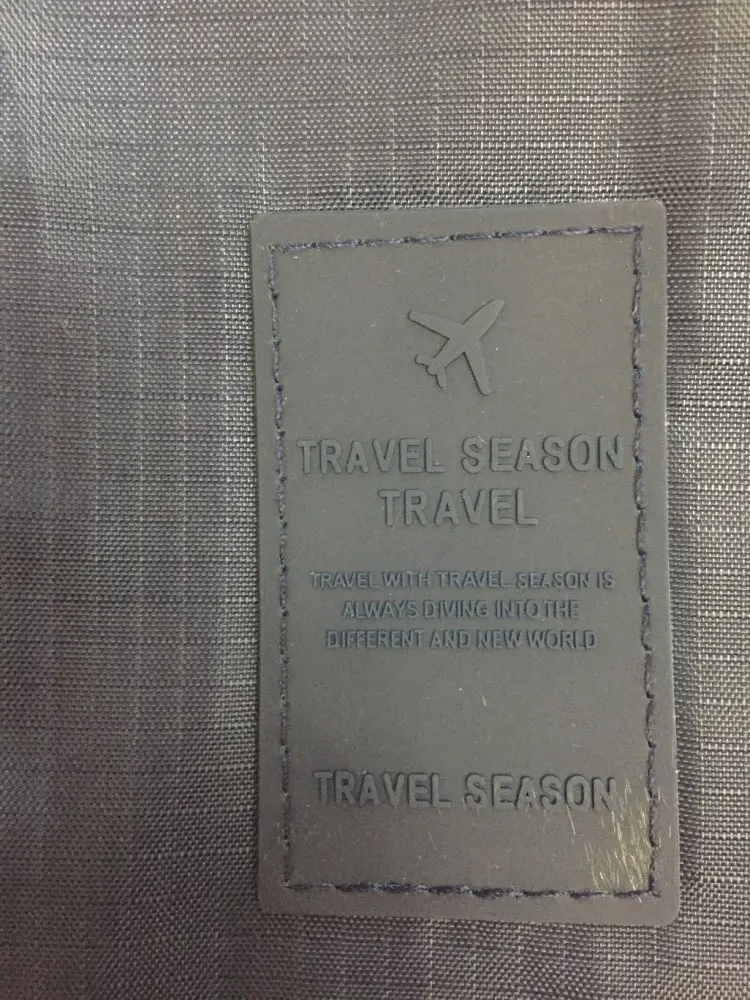 TRAVEL SEASON
TRAVEL
TRAVEL WITH TRAVEL SEASON IS
ALWAYS DIVING INTO THE
DIFFERENT AND NEW WORLD
TRAVEL SEASON